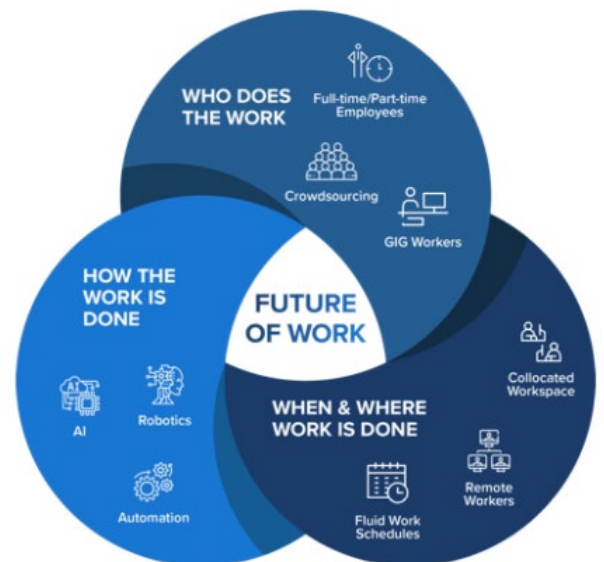 WHO DOES
THE WORK
Full-time/Part-time
Employees
Crowdsourcing
GIG Workers
HOW THE
WORK IS
DONE
AI
AI
Robotics
Automation
FUTURE
OF WORK
WHEN & WHERE
WORK IS DONE
Collocated
Workspace
Remote
Workers
Fluid Work
Schedules